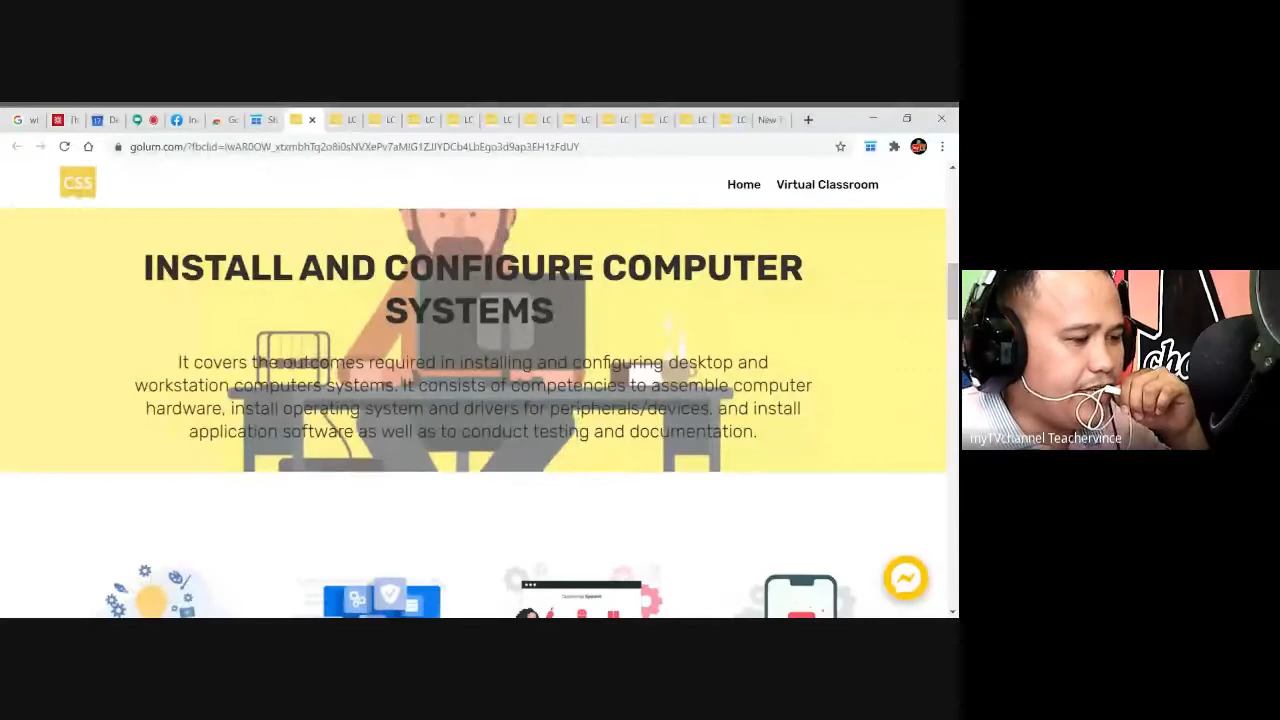 golurn.com/?fbclid=IwAR0OW_xtxmbhTq2o8i0sNVXePv7aMIG1ZJJYDCb4LbEgo3d9ap3EH1zFdUY
CSS
Home Virtual Classroom
INSTALL AND CONFIGURE COMPUTER
SYSTEMS
It covers the outcomes required in installing and configuring desktop and
workstation computers systems. It consists of competencies to assemble computer
hardware, install operating system and drivers for peripherals/devices, and install
application software as well as to conduct testing and documentation.
myTVchannel Teachervince